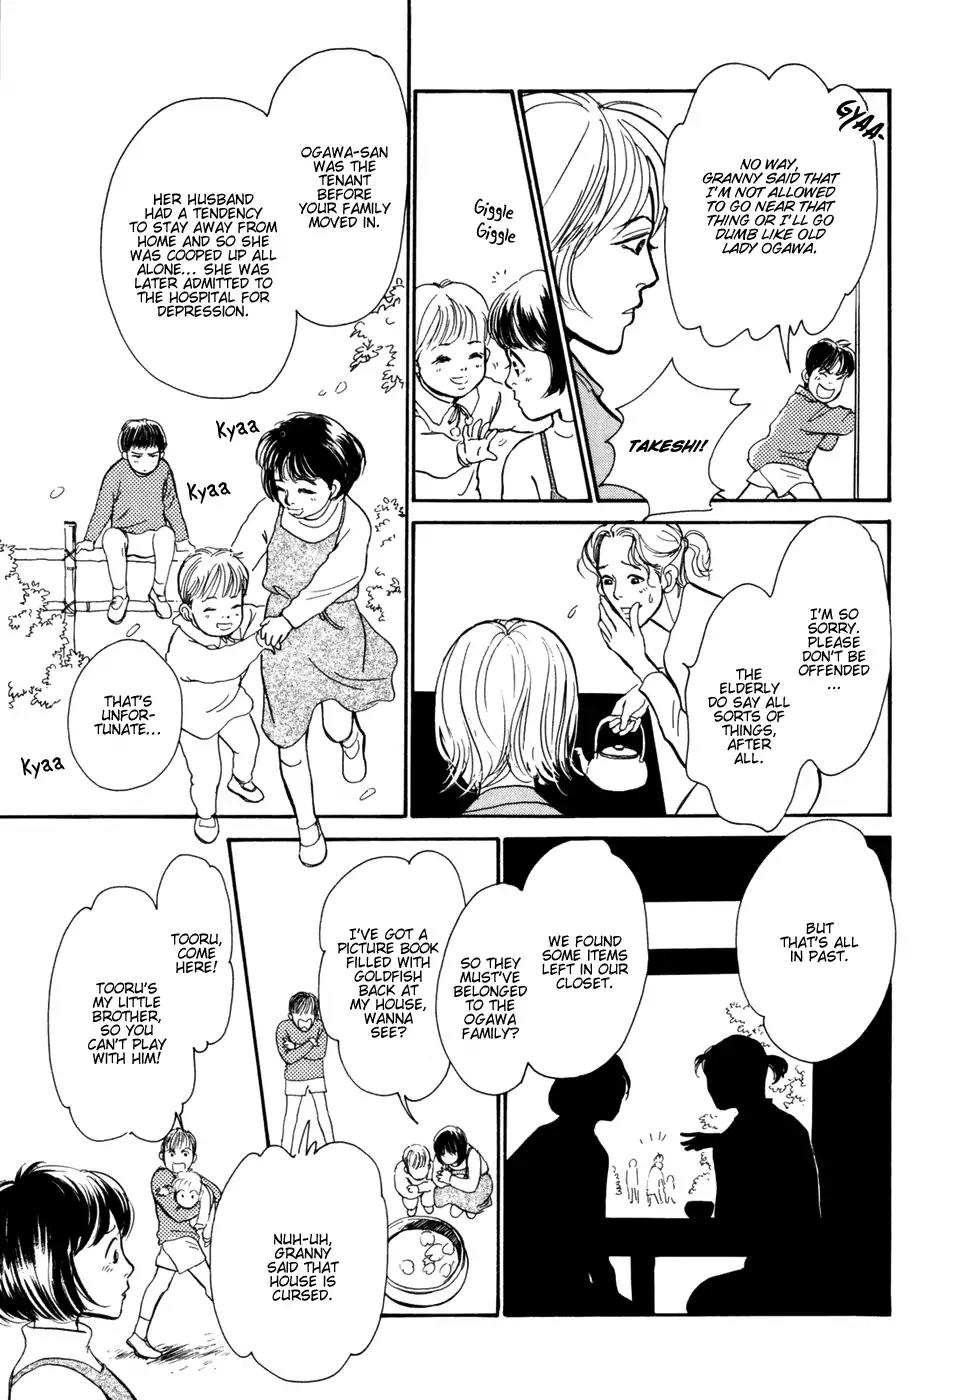 GYAA-
NO WAY,
GRANNY SAID THAT
I'M NOT ALLOWED
TO GO NEAR THAT
THING OR I'LL GO
DUMB LIKE OLD
LADY OGAWA.
TAKESHI!
Giggle
Giggle
I'M SO
SORRY.
PLEASE
DON'T BE
OFFENDED
...
THE
ELDERLY
DO SAY ALL
SORTS OF
THINGS,
AFTER
ALL.
OGAWA-SAN
WAS THE
TENANT
BEFORE
YOUR FAMILY
MOVED IN.
HER HUSBAND
HAD A TENDENCY
TO STAY AWAY FROM
HOME AND SO SHE
WAS COOPED UP ALL
ALONE... SHE WAS
LATER ADMITTED TO
THE HOSPITAL FOR
DEPRESSION.
Kyaa
Kyaa
THAT'S
UNFOR-
TUNATE...
Kyaa
BUT
THAT'S ALL
IN PAST.
WE FOUND
SOME ITEMS
LEFT IN OUR
CLOSET.
SO THEY
MUST'VE
BELONGED
TO THE
OGAWA
FAMILY?
I'VE GOT A
PICTURE BOOK
FILLED WITH
GOLDFISH
BACK AT
MY HOUSE,
WANNA
SEE?
NUH-UH,
GRANNY
SAID THAT
HOUSE IS
CURSED.
TOORU,
COME
HERE!
TOORU'S
MY LITTLE
BROTHER,
SO YOU
CAN'T PLAY
WITH HIM!